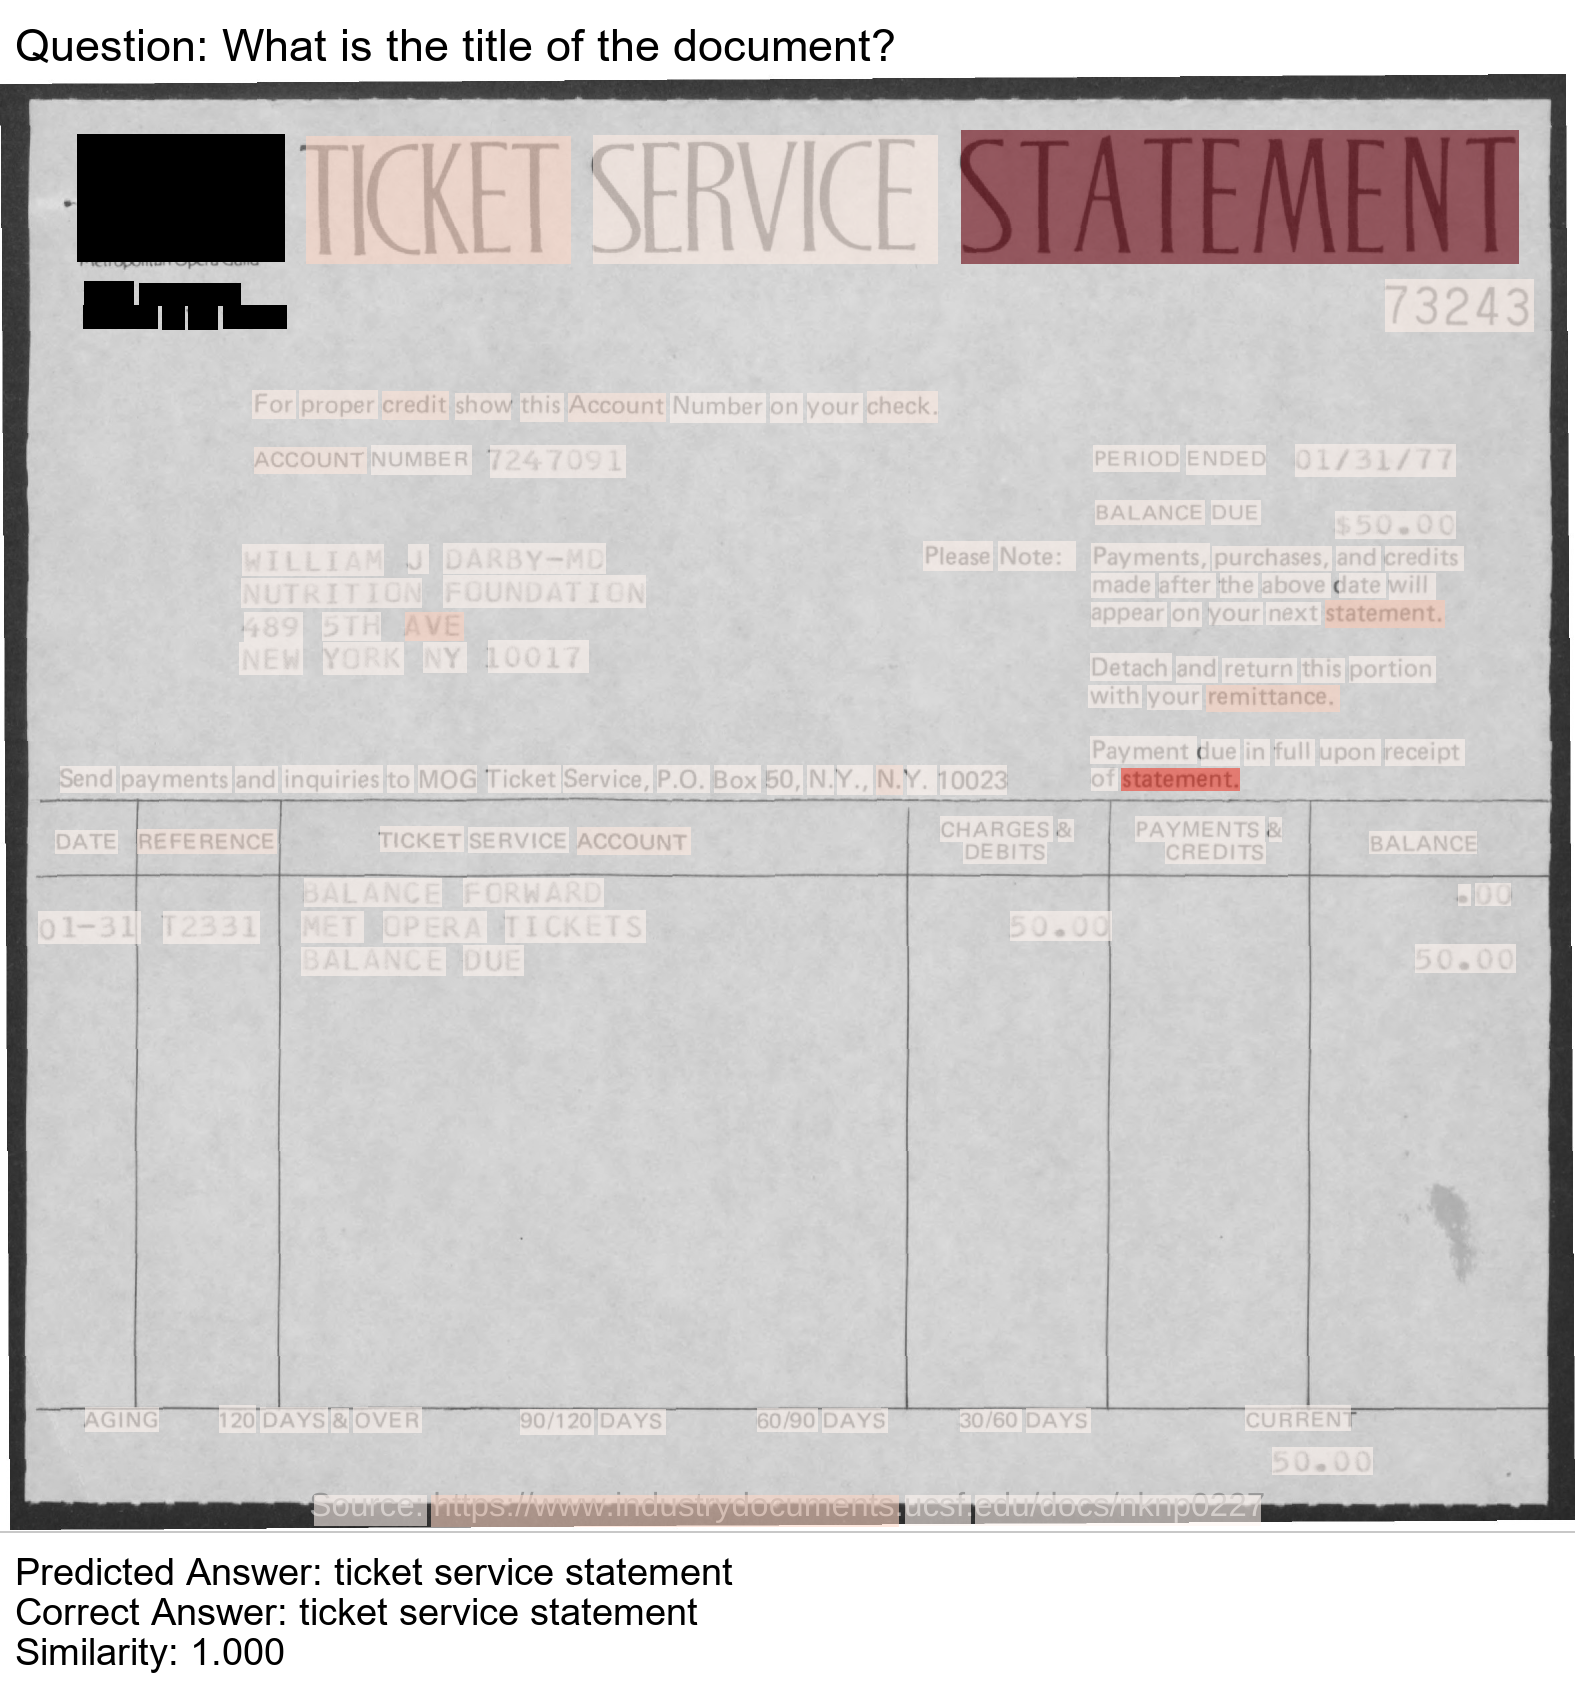 Question: What is the title of the document?
TICKET SERVICE STATEMENT
Metropolitan Opera Guild
73243
For proper credit show this Account Number on your check.
ACCOUNT NUMBER 7247091
PERIOD ENDED 01/31/77
BALANCE DUE $50.00
WILLIAM J DARBY-MD
NUTRITION FOUNDATION
489 5TH AVE
NEW YORK NY 10017
Please Note: Payments, purchases, and credits
made after the above date will
appear on your next statement.
Detach and return this portion
with your remittance.
Payment due in full upon receipt
of statement.
Send payments and inquiries to MOG Ticket Service, P.O. Box 50, N.Y., N.Y. 10023
DATE REFERENCE TICKET SERVICE ACCOUNT CHARGES & DEBITS PAYMENTS & CREDITS BALANCE
BALANCE FORWARD .00
01-31 T2331 MET OPERA TICKETS 50.00
BALANCE DUE 50.00
AGING 120 DAYS & OVER 90/120 DAYS 60/90 DAYS 30/60 DAYS CURRENT
50.00
Source: https://www.industrydocuments.ucsf.edu/docs/nknp0227
Predicted Answer: ticket service statement
Correct Answer: ticket service statement
Similarity: 1.000